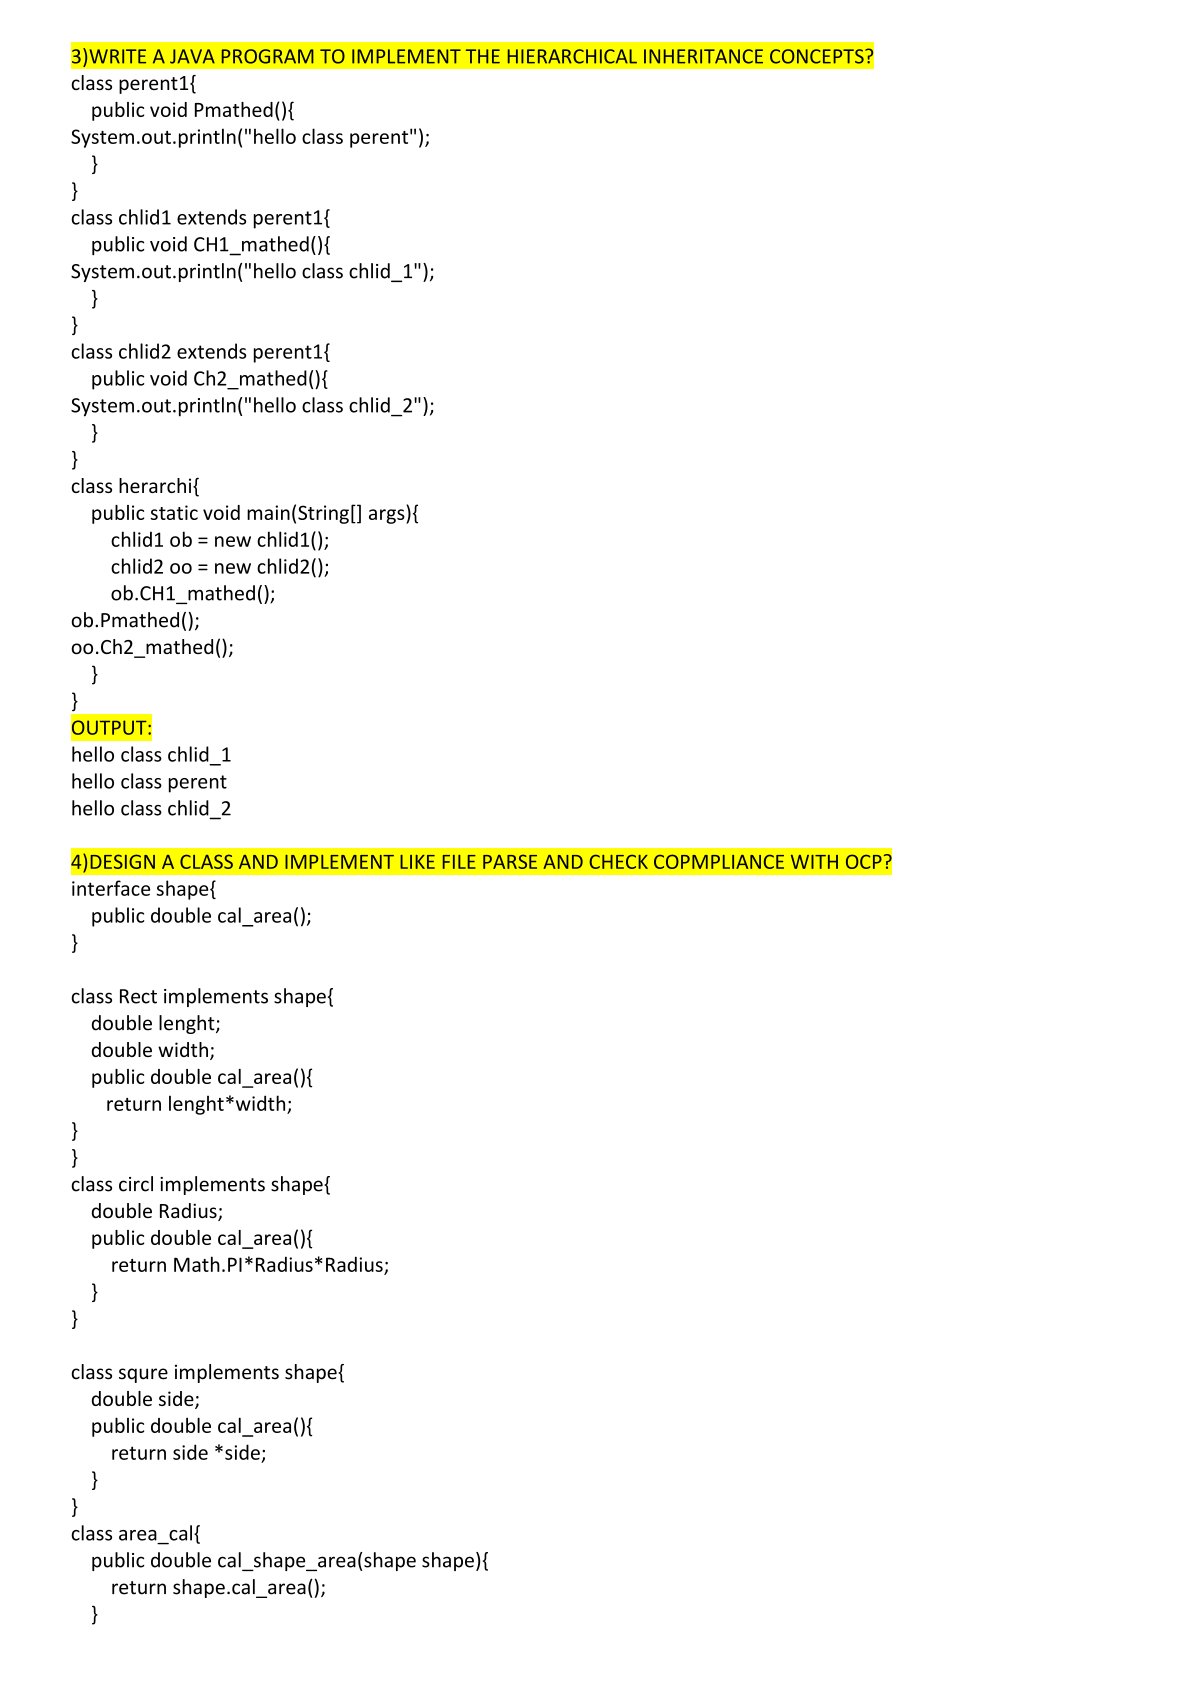 3)WRITE A JAVA PROGRAM TO IMPLEMENT THE HIERARCHICAL INHERITANCE CONCEPTS?
class perent1{
    public void Pmathed(){
System.out.println("hello class perent");
    }
}
class chlid1 extends perent1{
    public void CH1_mathed(){
System.out.println("hello class chlid_1");
    }
}
class chlid2 extends perent1{
    public void Ch2_mathed(){
System.out.println("hello class chlid_2");
    }
}
class herarchi{
    public static void main(String[] args){
        chlid1 ob = new chlid1();
        chlid2 oo = new chlid2();
        ob.CH1_mathed();
ob.Pmathed();
oo.Ch2_mathed();
    }
}
OUTPUT:
hello class chlid_1
hello class perent
hello class chlid_2

4)DESIGN A CLASS AND IMPLEMENT LIKE FILE PARSE AND CHECK COPMPLIANCE WITH OCP?
interface shape{
    public double cal_area();
}

class Rect implements shape{
    double lenght;
    double width;
    public double cal_area(){
       return lenght*width;
}
}
class circl implements shape{
    double Radius;
    public double cal_area(){
        return Math.PI*Radius*Radius;
    }
}

class squre implements shape{
    double side;
    public double cal_area(){
        return side *side;
    }
}
class area_cal{
    public double cal_shape_area(shape shape){
        return shape.cal_area();
    }